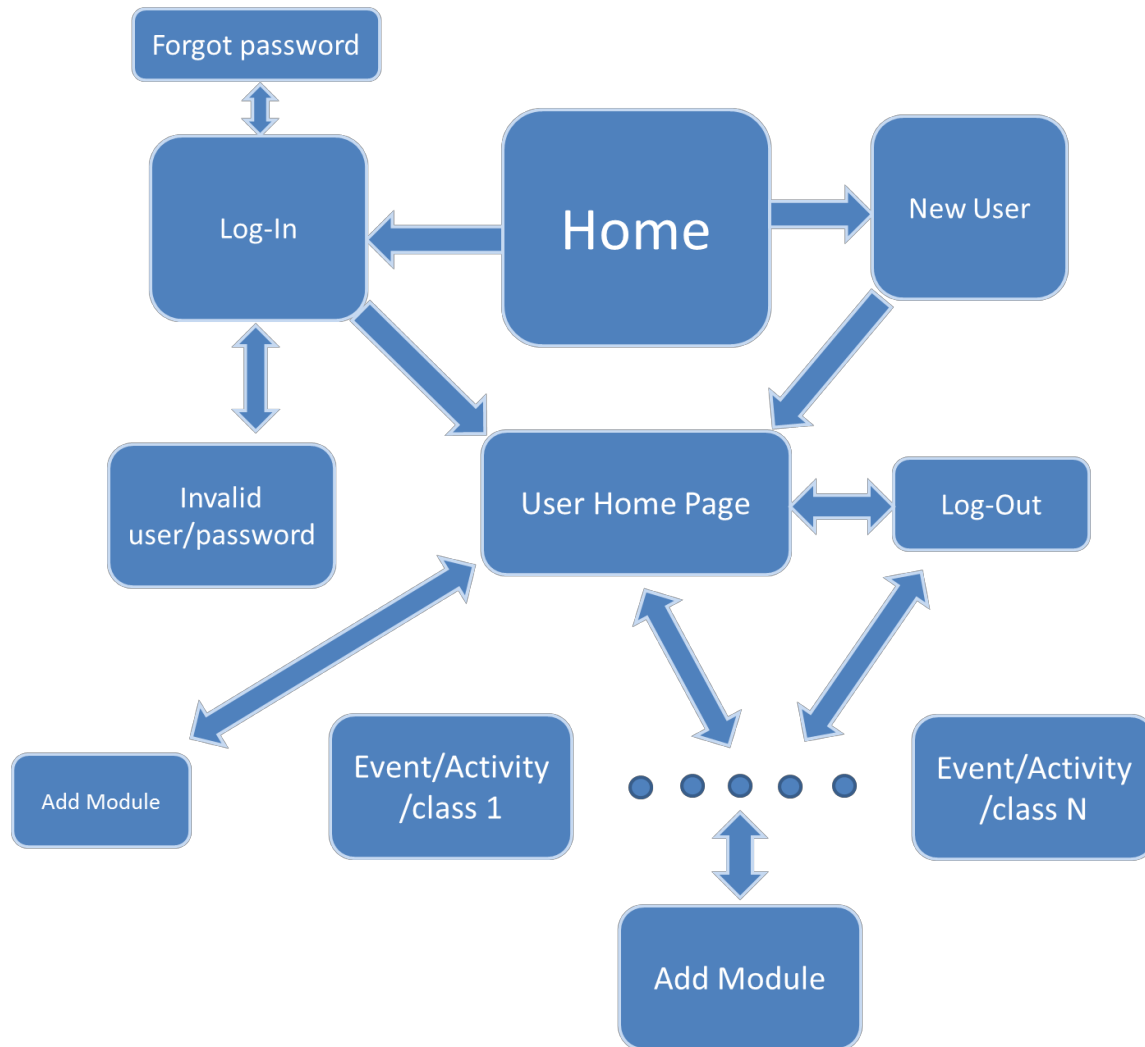 Forgot password
Log-In
Home
New User
Invalid
user/password
User Home Page
Log-Out
Add Module
Event/Activity
/class 1
Event/Activity
/class N
Add Module